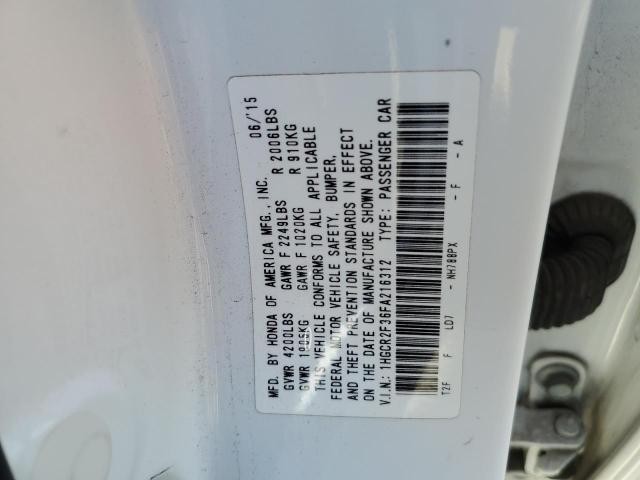 MFD. BY HONDA OF AMERICA MFG., INC. 06/'15
GVWR 4200LBS GAWR F 2249LBS R 2006LBS
GVWR 1905KG GAWR F 1020KG R 910KG
THIS VEHICLE CONFORMS TO ALL APPLICABLE
FEDERAL MOTOR VEHICLE SAFETY, BUMPER,
AND THEFT PREVENTION STANDARDS IN EFFECT
ON THE DATE OF MANUFACTURE SHOWN ABOVE.
V.I.N.: 1HGCR2F36FA216312 TYPE: PASSENGER CAR
T2F F LD7 - NH788PX - F - A